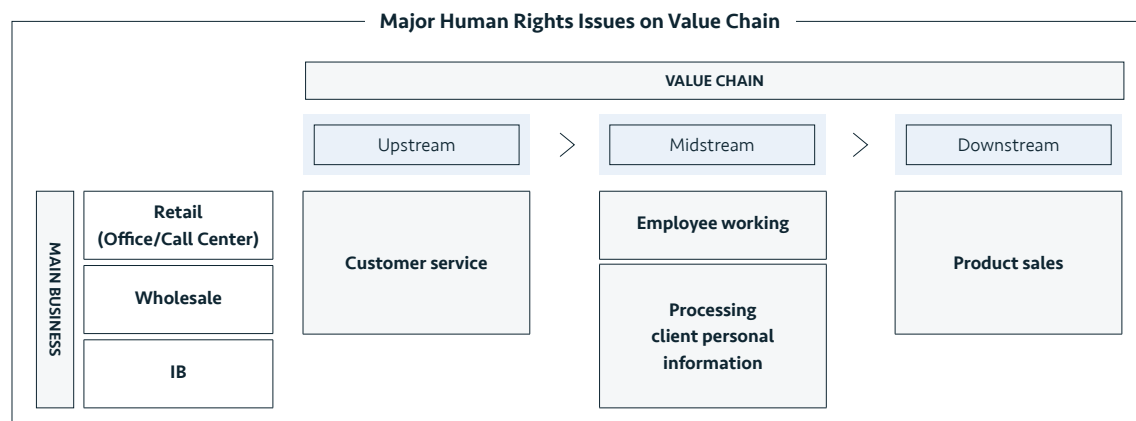 Major Human Rights Issues on Value Chain
VALUE CHAIN
Upstream
>
Midstream
>
Downstream
MAIN BUSINESS
Retail
(Office/Call Center)
Wholesale
IB
Customer service
Employee working
Processing
client personal
information
Product sales